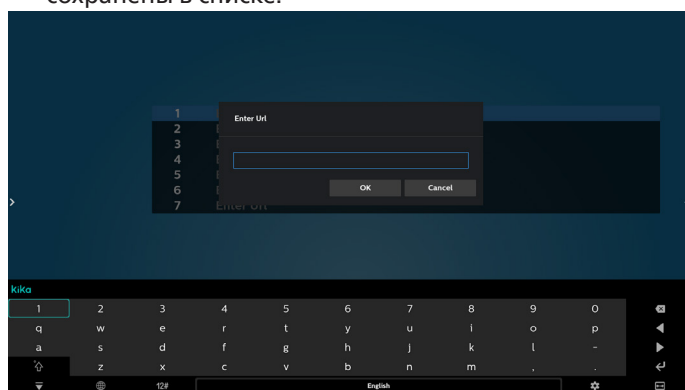 сохранены в списке.
Enter Url
1
2
3
4
5
6
7 Enter Url
OK Cancel
kika
1 2 3 4 5 6 7 8 9 0
q w e r t y u i o p
a s d f g h j k l -
z x c v b n m , .
12# English